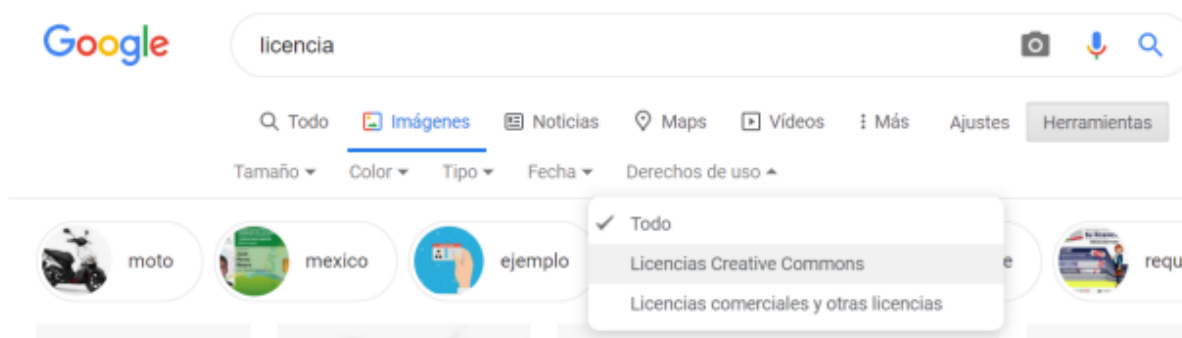 Google licencia
Todo Imágenes Noticias Maps Vídeos Más Ajustes Herramientas
Tamaño Color Tipo Fecha Derechos de uso
Todo
moto mexico ejemplo Licencias Creative Commons e requ
Licencias comerciales y otras licencias